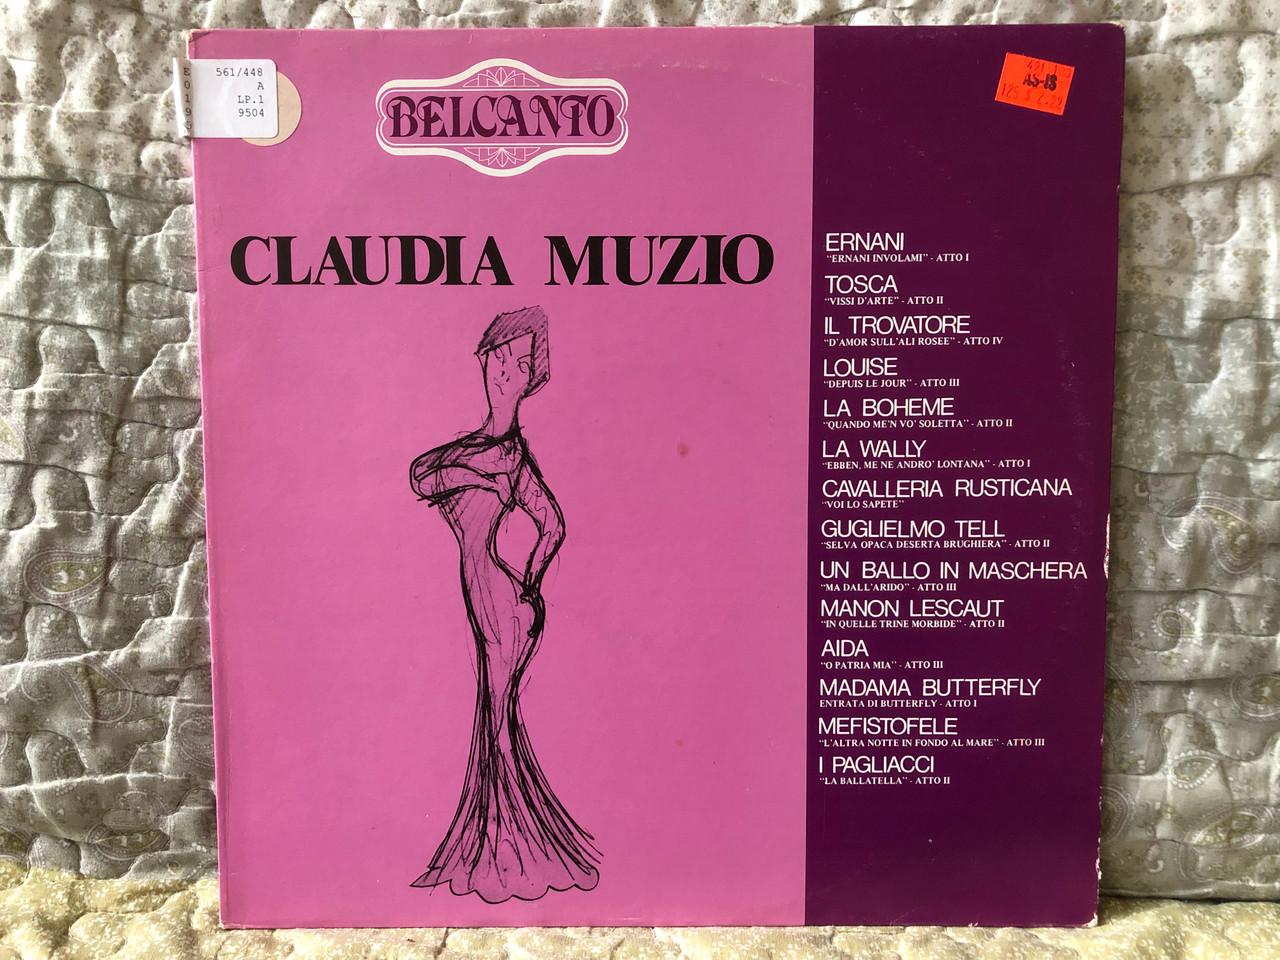 E
0
1
9
5
561/448
A
LP.1
9504
BELCANTO
CLAUDIA MUZIO
AS-IS
ERNANI
"ERNANI INVOLAMI" - ATTO I
TOSCA
"VISSI D'ARTE" - ATTO II
IL TROVATORE
"D'AMOR SULL'ALI ROSEE" - ATTO IV
LOUISE
"DEPUIS LE JOUR" - ATTO III
LA BOHEME
"QUANDO ME'N VO' SOLETTA" - ATTO II
LA WALLY
"EBBEN, ME NE ANDRO' LONTANA" - ATTO I
CAVALLERIA RUSTICANA
"VOI LO SAPETE"
GUGLIELMO TELL
"SELVA OPACA DESERTA BRUGHIERA" - ATTO II
UN BALLO IN MASCHERA
"MA DALL'ARIDO" - ATTO III
MANON LESCAUT
"IN QUELLE TRINE MORBIDE" - ATTO II
AIDA
"O PATRIA MIA" - ATTO III
MADAMA BUTTERFLY
ENTRATA DI BUTTERFLY - ATTO I
MEFISTOFELE
"L'ALTRA NOTTE IN FONDO AL MARE" - ATTO III
I PAGLIACCI
"LA BALLATELLA" - ATTO II